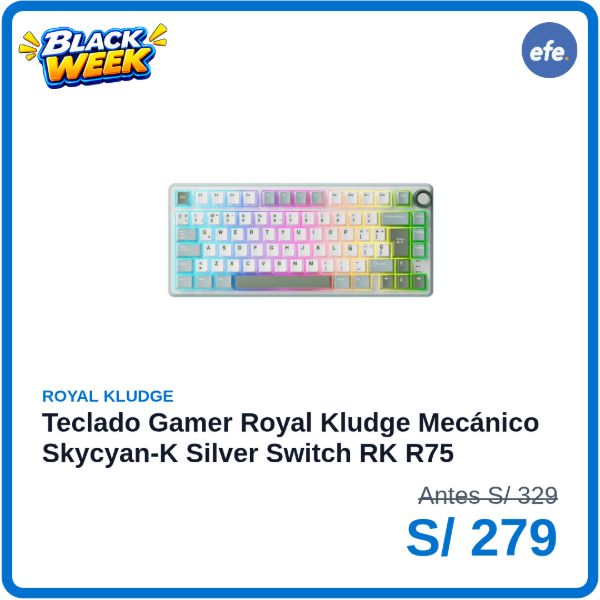 BLACK
WEEK
efe.
ROYAL KLUDGE
Teclado Gamer Royal Kludge Mecánico
Skycyan-K Silver Switch RK R75
Antes S/ 329
S/ 279